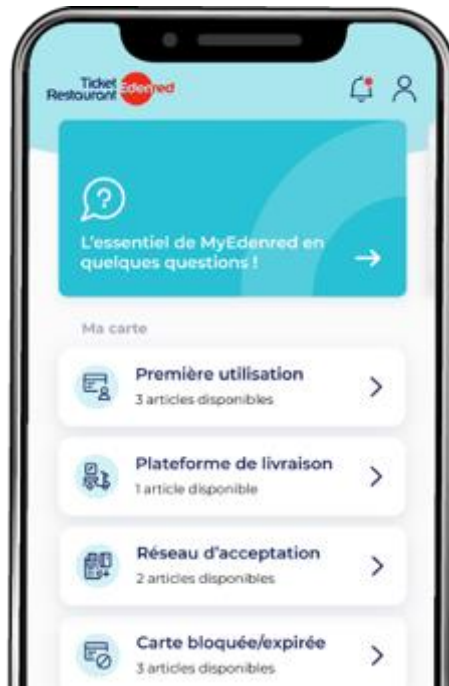 Ticket
Restaurant Edenred
L'essentiel de MyEdenred en
quelques questions !
Ma carte
Première utilisation
3 articles disponibles
Plateforme de livraison
1 article disponible
Réseau d'acceptation
2 articles disponibles
Carte bloquée/expirée
3 articles disponibles